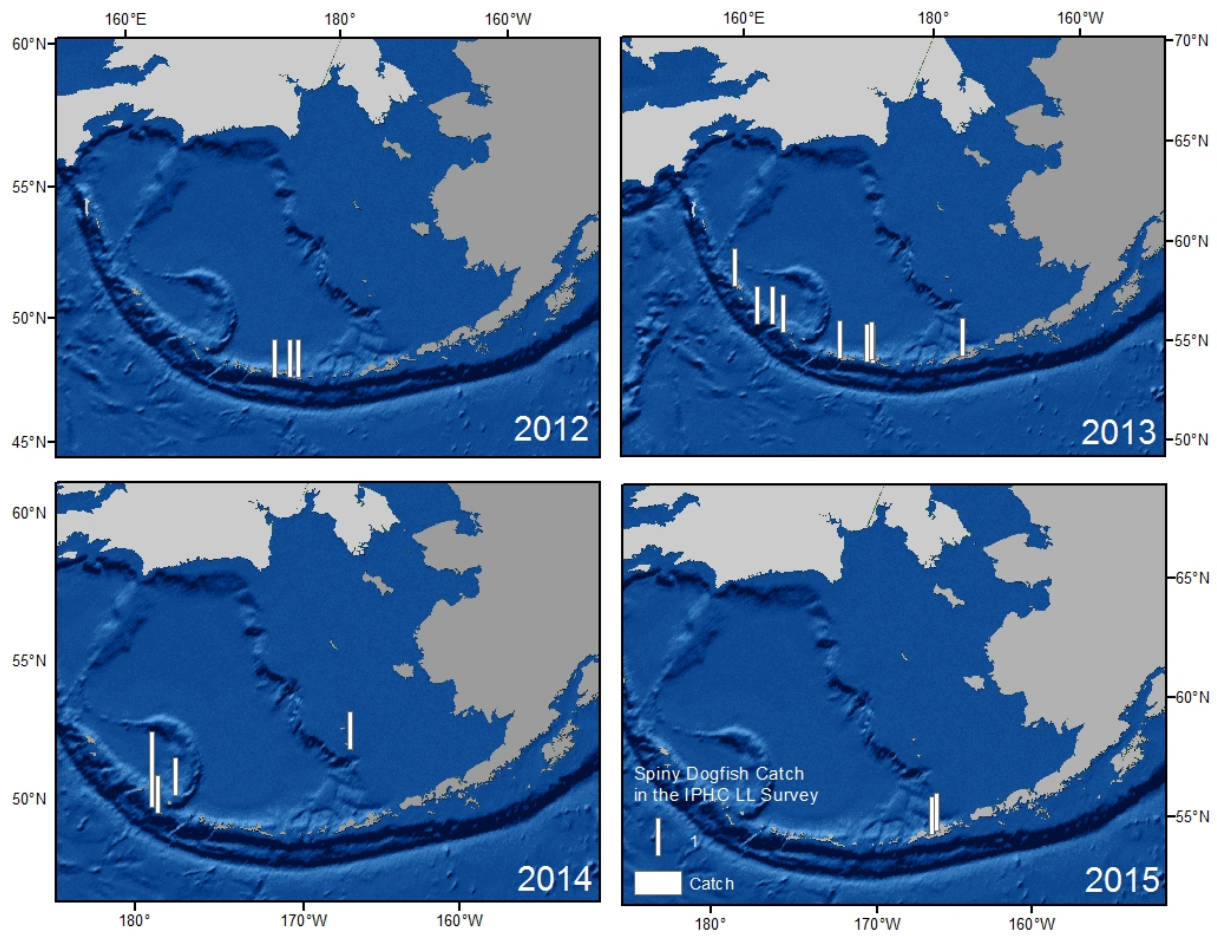 160°E 180° 160°W
160°E 180° 160°W
60°N
55°N
50°N
45°N
2012
70°N
65°N
60°N
55°N
50°N
2013
60°N
55°N
50°N
2014
180° 170°W 160°W
65°N
60°N
55°N
Spiny Dogfish Catch
in the IPHC LL Survey
1
Catch
2015
180° 170°W 160°W